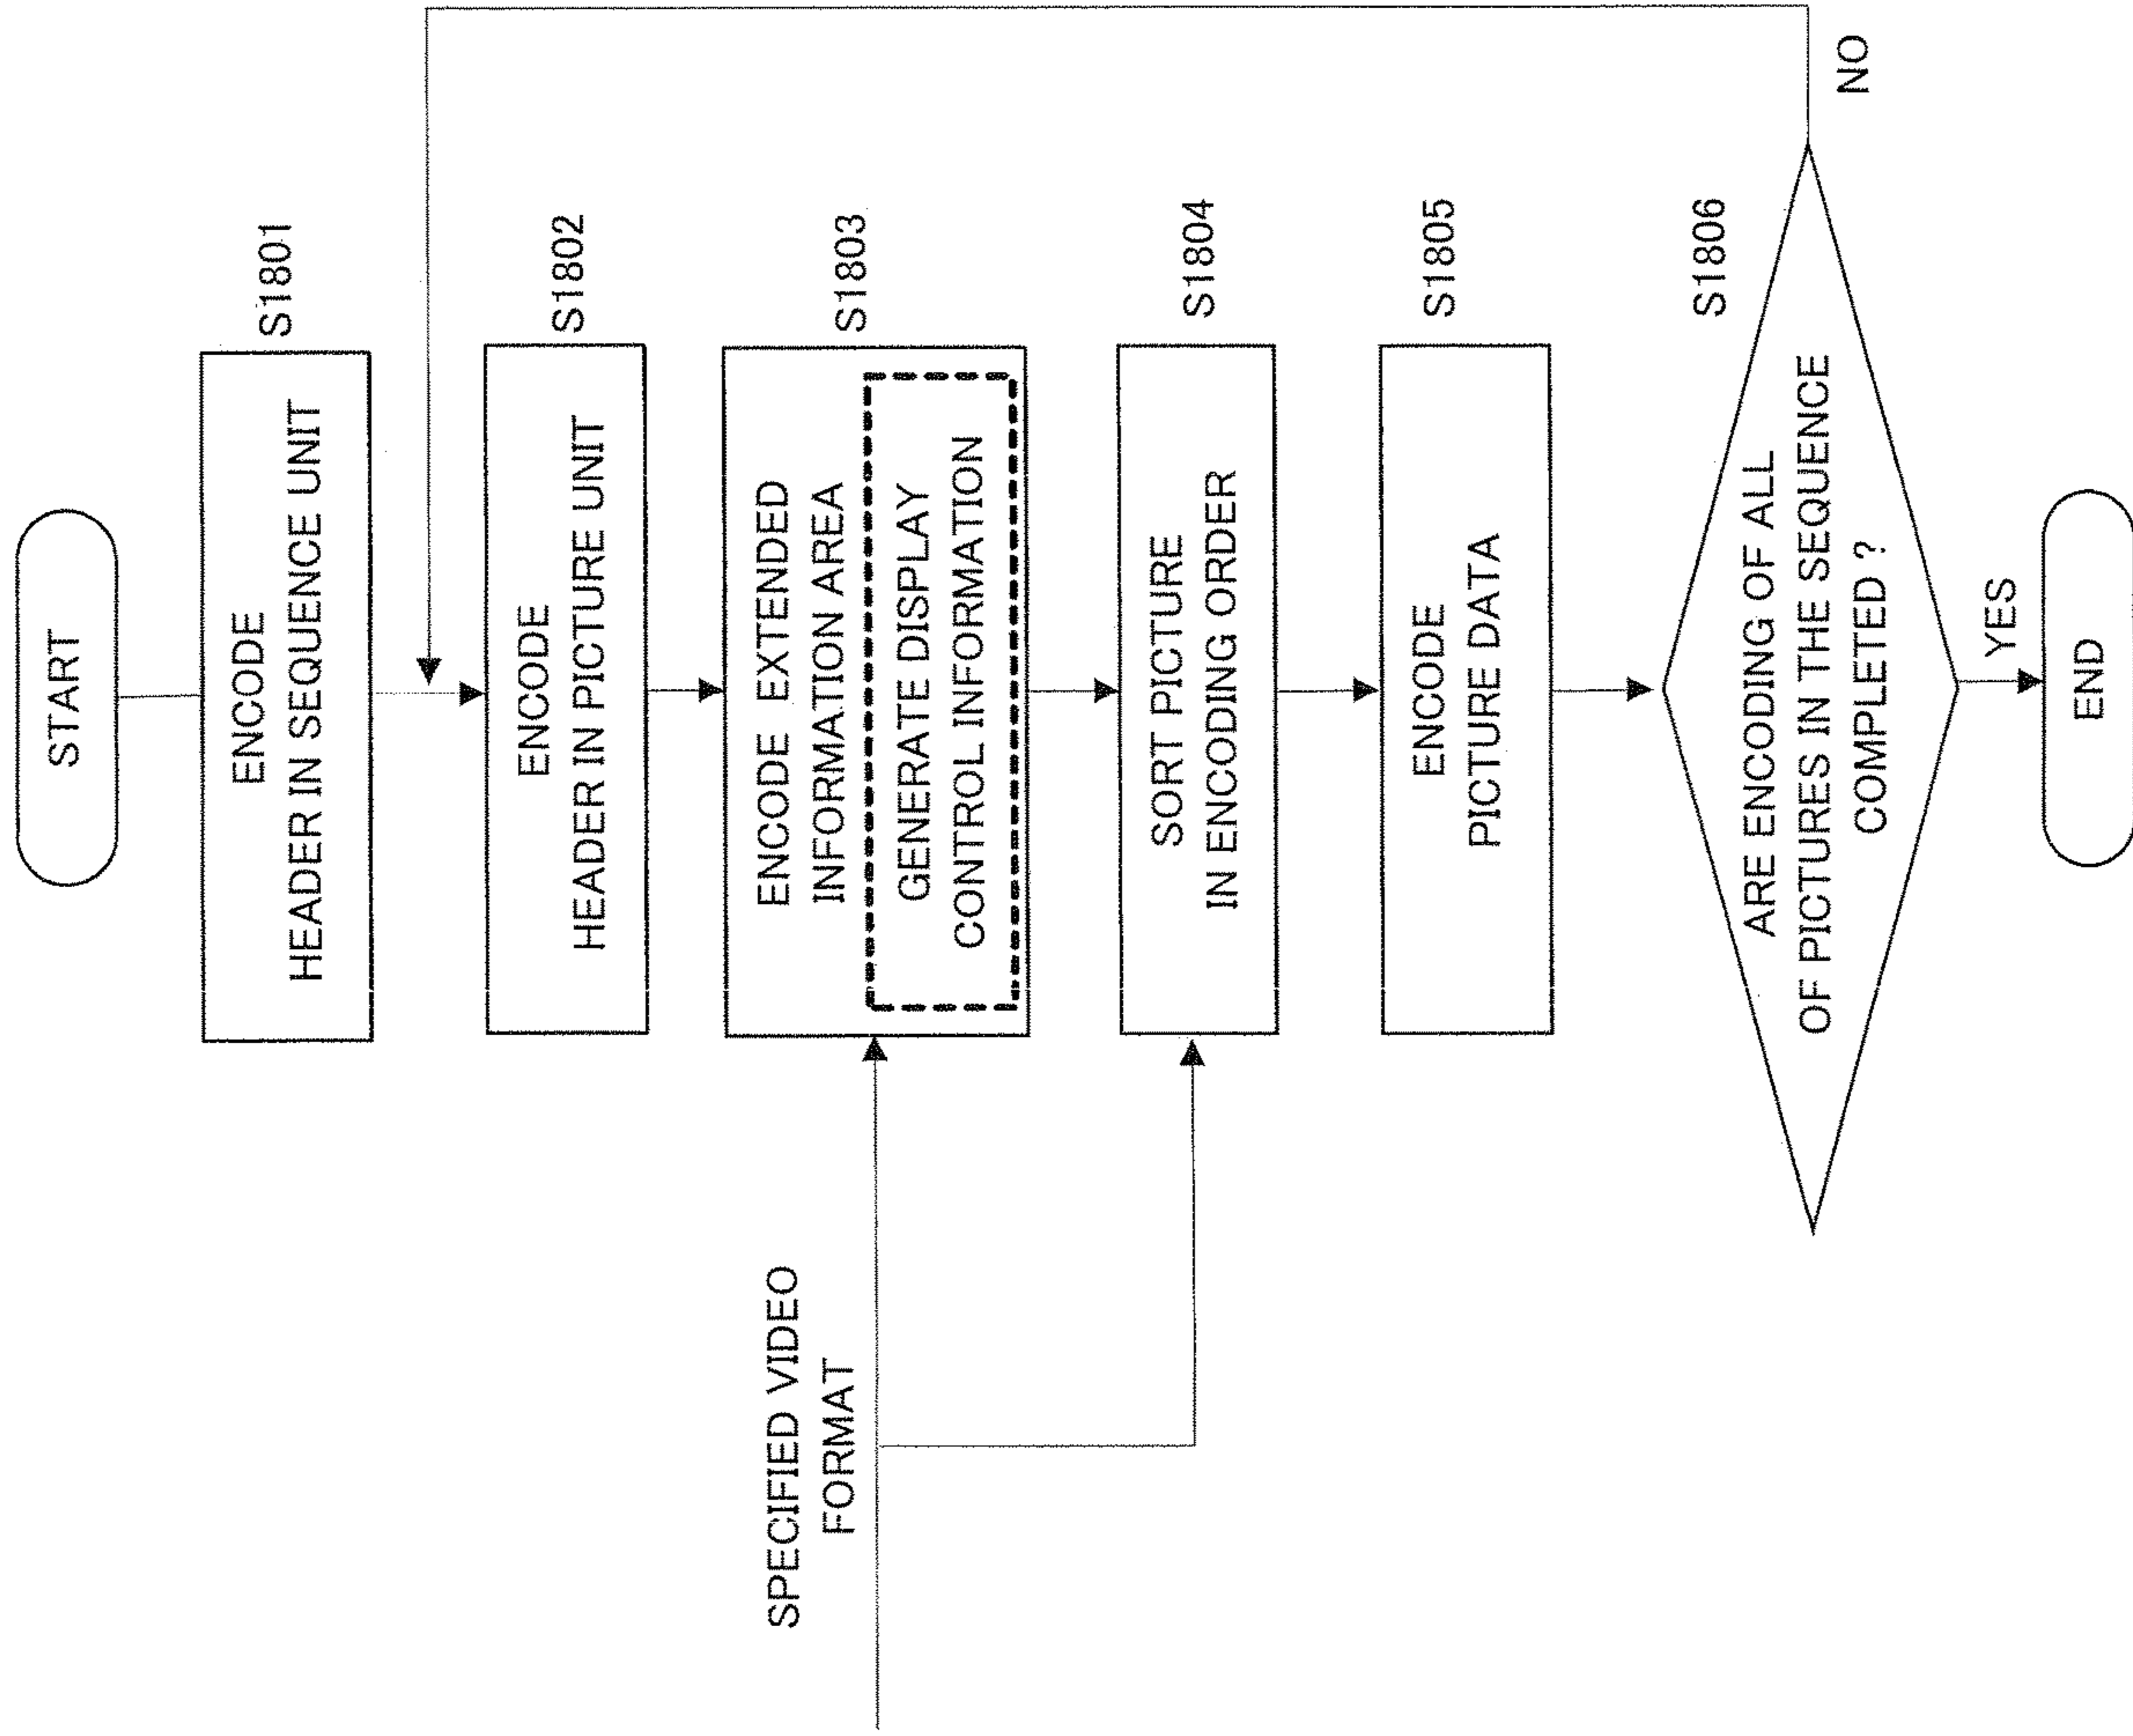 START
ENCODE
HEADER IN SEQUENCE UNIT
S1801
ENCODE
HEADER IN PICTURE UNIT
S1802
SPECIFIED VIDEO
FORMAT
ENCODE EXTENDED
INFORMATION AREA
GENERATE DISPLAY
CONTROL INFORMATION
S1803
SORT PICTURE
IN ENCODING ORDER
S1804
ENCODE
PICTURE DATA
S1805
S1806
ARE ENCODING OF ALL
OF PICTURES IN THE SEQUENCE
COMPLETED ?
NO
YES
END